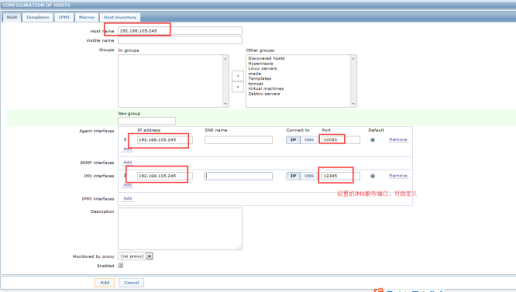 CONFIGURATION OF HOSTS
Host Templates IPMI Macros Host inventory
Host name 192.168.105.245
Visible name
Groups In groups Other groups
Discovered hosts
Hypervisors
Linux servers
Templates
Virtual machines
Zabbix servers
New group
IP address DNS name Connect to Port Default
Agent interfaces 192.168.105.245 IP DNS 10050 Remove
Add
SNMP interfaces Add
JMX interfaces 192.168.105.245 IP DNS 12345 Remove
Add
设置的JMX服务端口，可自定义
IPMI interfaces Add
Description
Monitored by proxy (no proxy)
Enabled
Add Cancel